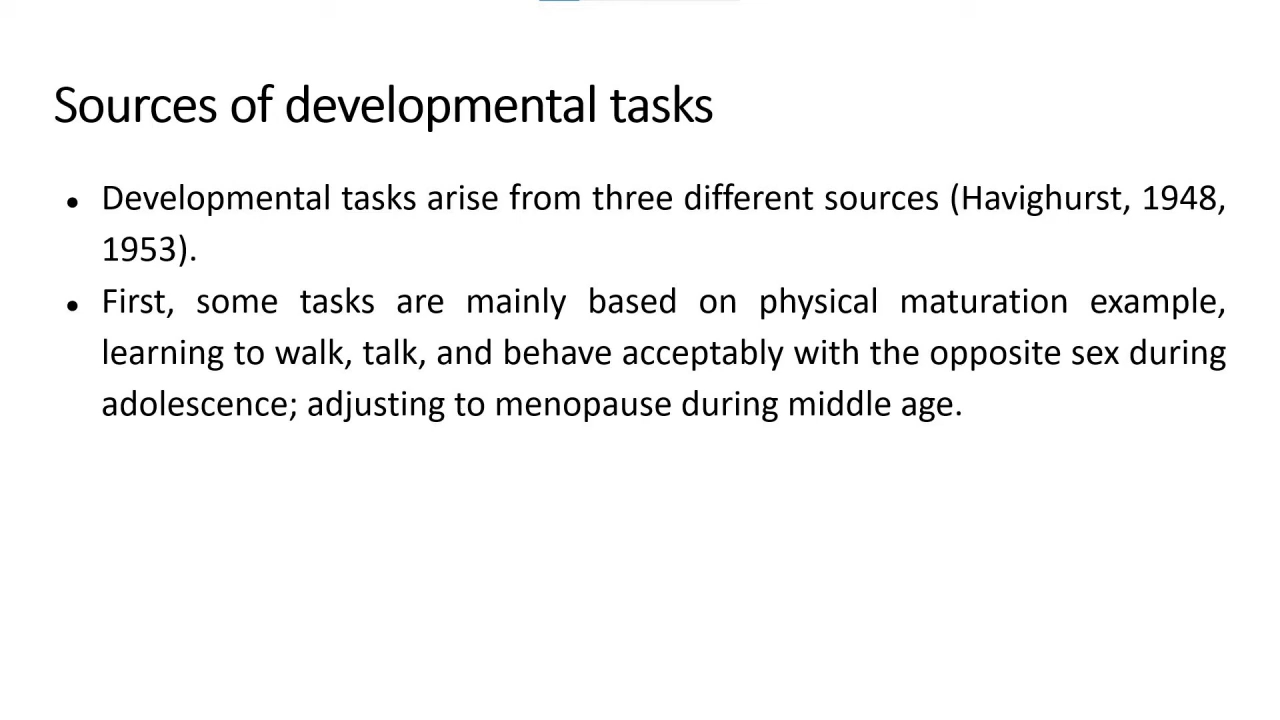 Sources of developmental tasks
• Developmental tasks arise from three different sources (Havighurst, 1948,
1953).
• First, some tasks are mainly based on physical maturation example,
learning to walk, talk, and behave acceptably with the opposite sex during
adolescence; adjusting to menopause during middle age.